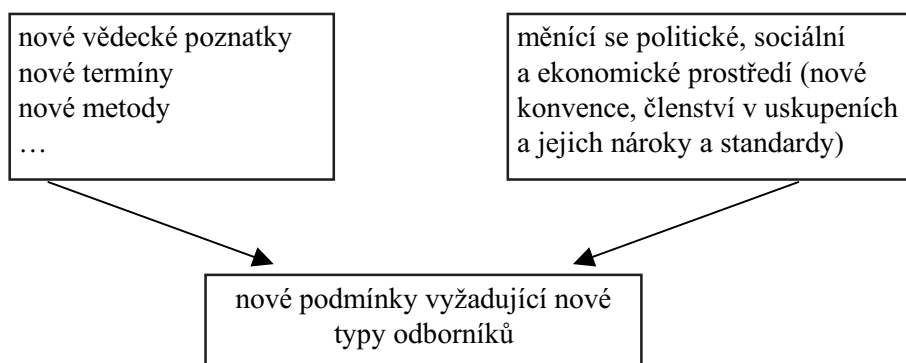 nové vědecké poznatky
nové termíny
nové metody
…
měnící se politické, sociální
a ekonomické prostředí (nové
konvence, členství v uskupeních
a jejich nároky a standardy)
nové podmínky vyžadující nové
typy odborníků